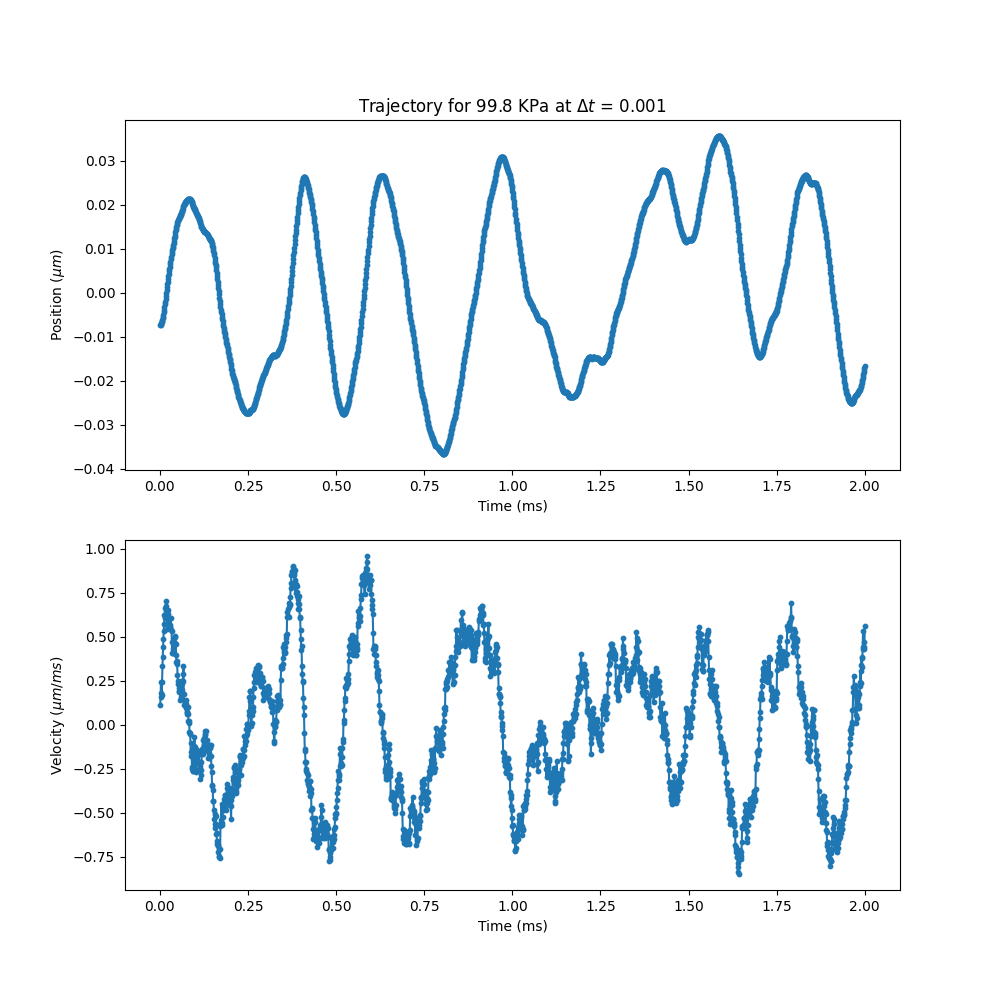 Trajectory for 99.8 KPa at Δt = 0.001
Position (μm)
0.03
0.02
0.01
0.00
−0.01
−0.02
−0.03
−0.04
0.00 0.25 0.50 0.75 1.00 1.25 1.50 1.75 2.00
Time (ms)
Velocity (μm/ms)
1.00
0.75
0.50
0.25
0.00
−0.25
−0.50
−0.75
0.00 0.25 0.50 0.75 1.00 1.25 1.50 1.75 2.00
Time (ms)